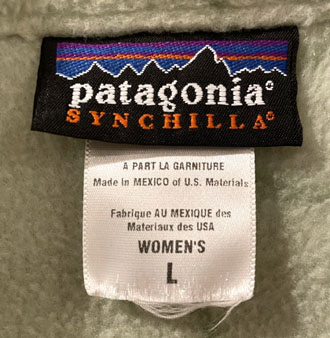 patagonia®
SYNCHILLA®
A PART LA GARNITURE
Made in MEXICO of U.S. Materials
Fabrique AU MEXIQUE des
Materiaux des USA
WOMEN'S
L